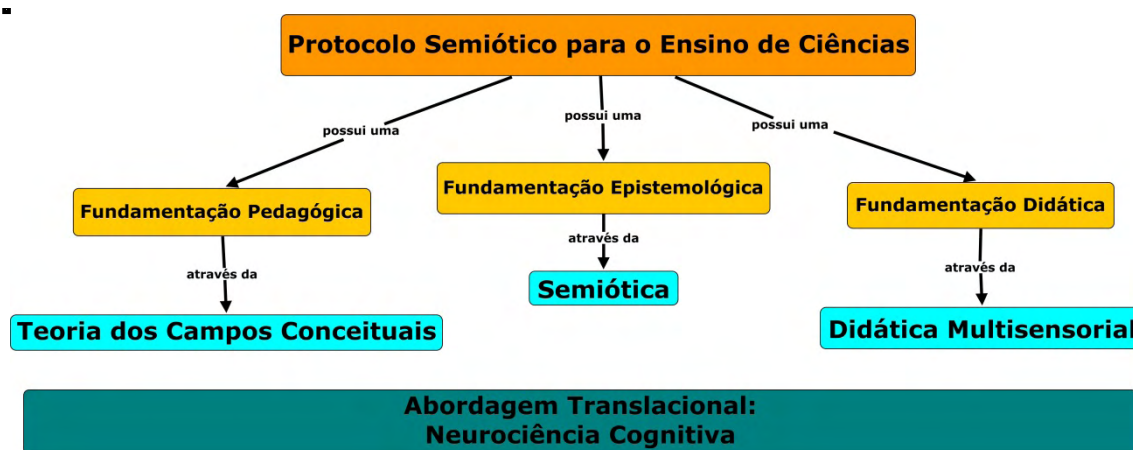 Protocolo Semiótico para o Ensino de Ciências
possui uma
possui uma
possui uma
Fundamentação Pedagógica
Fundamentação Epistemológica
Fundamentação Didática
através da
através da
através da
Teoria dos Campos Conceituais
Semiótica
Didática Multisensorial
Abordagem Translacional:
Neurociência Cognitiva